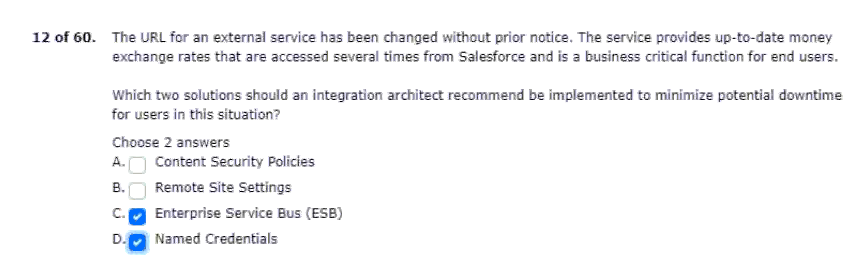 12 of 60. The URL for an external service has been changed without prior notice. The service provides up-to-date money
exchange rates that are accessed several times from Salesforce and is a business critical function for end users.
Which two solutions should an integration architect recommend be implemented to minimize potential downtime
for users in this situation?
Choose 2 answers
A. Content Security Policies
B. Remote Site Settings
C. Enterprise Service Bus (ESB)
D. Named Credentials